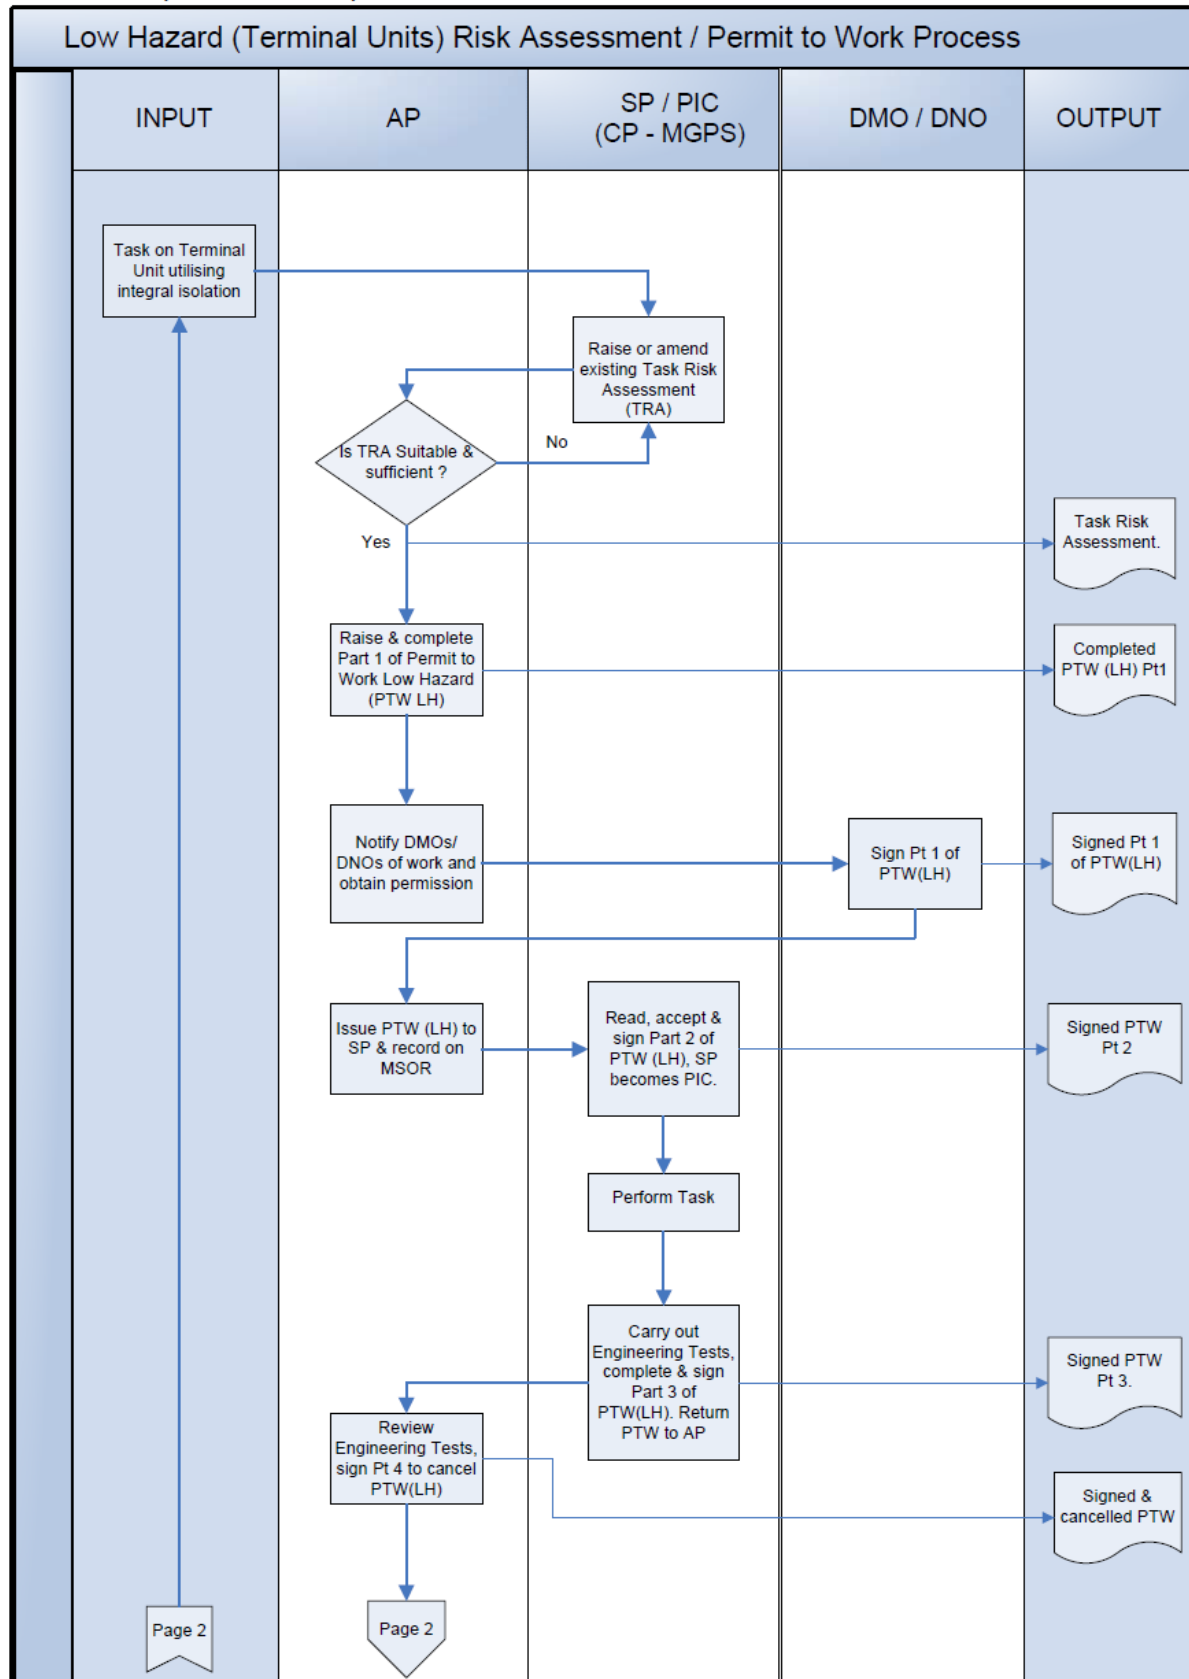 Low Hazard (Terminal Units) Risk Assessment / Permit to Work Process
INPUT
AP
SP / PIC
(CP - MGPS)
DMO / DNO
OUTPUT
Task on Terminal
Unit utilising
integral isolation
Raise or amend
existing Task Risk
Assessment
(TRA)
Is TRA Suitable &
sufficient ?
No
Yes
Task Risk
Assessment.
Raise & complete
Part 1 of Permit to
Work Low Hazard
(PTW LH)
Completed
PTW (LH) Pt1
Notify DMOs/
DNOs of work and
obtain permission
Sign Pt 1 of
PTW(LH)
Signed Pt 1
of PTW(LH)
Issue PTW (LH) to
SP & record on
MSOR
Read, accept &
sign Part 2 of
PTW (LH), SP
becomes PIC.
Signed PTW
Pt 2
Perform Task
Carry out
Engineering Tests,
complete & sign
Part 3 of
PTW(LH). Return
PTW to AP
Signed PTW
Pt 3.
Review
Engineering Tests,
sign Pt 4 to cancel
PTW(LH)
Signed &
cancelled PTW
Page 2
Page 2